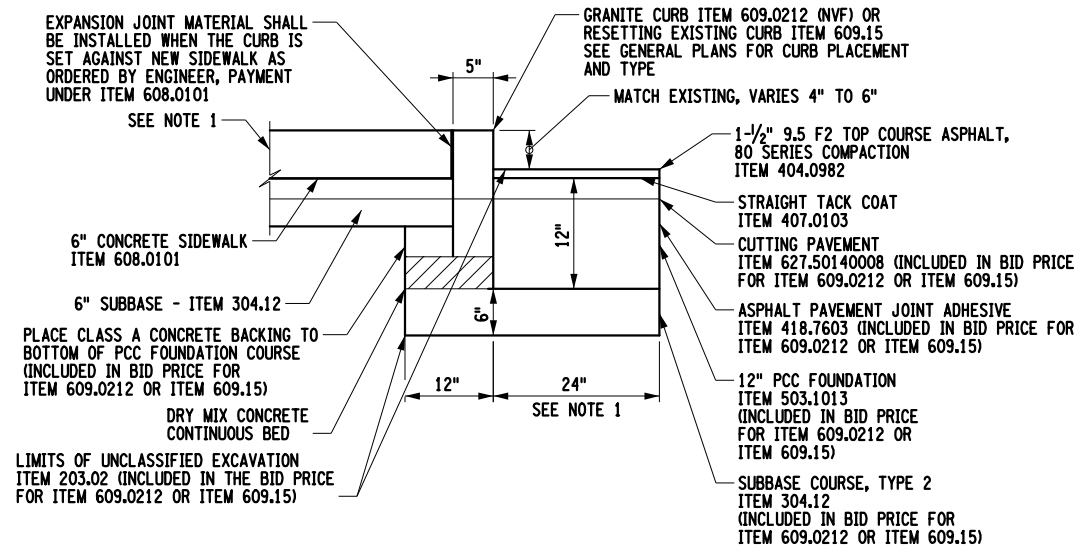 EXPANSION JOINT MATERIAL SHALL
BE INSTALLED WHEN THE CURB IS
SET AGAINST NEW SIDEWALK AS
ORDERED BY ENGINEER, PAYMENT
UNDER ITEM 608.0101
SEE NOTE 1
6" CONCRETE SIDEWALK
ITEM 608.0101
6" SUBBASE - ITEM 304.12
PLACE CLASS A CONCRETE BACKING TO
BOTTOM OF PCC FOUNDATION COURSE
(INCLUDED IN BID PRICE FOR
ITEM 609.0212 OR ITEM 609.15)
DRY MIX CONCRETE
CONTINUOUS BED
LIMITS OF UNCLASSIFIED EXCAVATION
ITEM 203.02 (INCLUDED IN THE BID PRICE
FOR ITEM 609.0212 OR ITEM 609.15)
5"
12"
6"
12"
24"
SEE NOTE 1
GRANITE CURB ITEM 609.0212 (NVF) OR
RESETTING EXISTING CURB ITEM 609.15
SEE GENERAL PLANS FOR CURB PLACEMENT
AND TYPE
MATCH EXISTING, VARIES 4" TO 6"
1-1/2" 9.5 F2 TOP COURSE ASPHALT,
80 SERIES COMPACTION
ITEM 404.0982
STRAIGHT TACK COAT
ITEM 407.0103
CUTTING PAVEMENT
ITEM 627.50140008 (INCLUDED IN BID PRICE
FOR ITEM 609.0212 OR ITEM 609.15)
ASPHALT PAVEMENT JOINT ADHESIVE
ITEM 418.7603 (INCLUDED IN BID PRICE FOR
ITEM 609.0212 OR ITEM 609.15)
12" PCC FOUNDATION
ITEM 503.1013
(INCLUDED IN BID PRICE
FOR ITEM 609.0212 OR
ITEM 609.15)
SUBBASE COURSE, TYPE 2
ITEM 304.12
(INCLUDED IN BID PRICE FOR
ITEM 609.0212 OR ITEM 609.15)